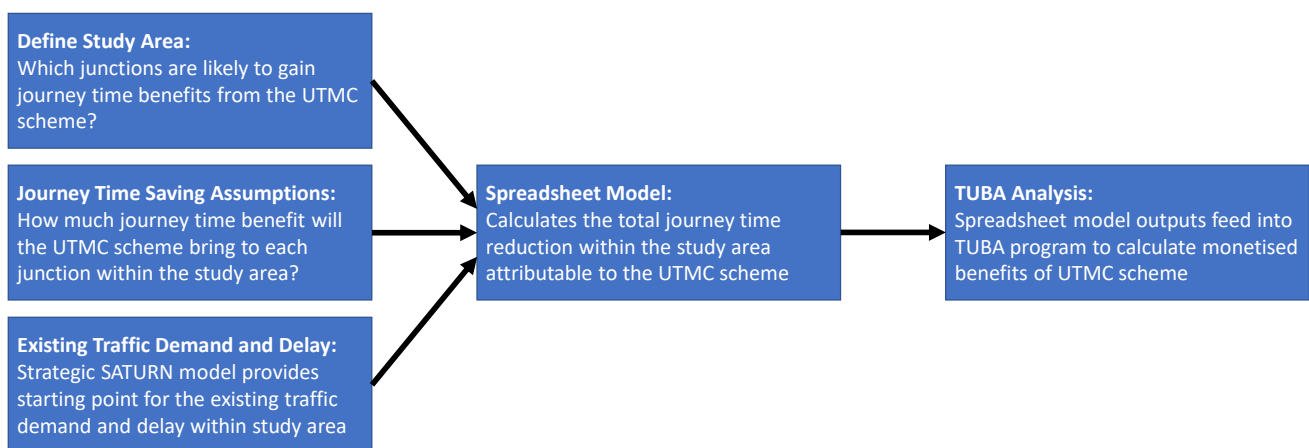 Define Study Area:
Which junctions are likely to gain
journey time benefits from the UTMC
scheme?
Journey Time Saving Assumptions:
How much journey time benefit will
the UTMC scheme bring to each
junction within the study area?
Existing Traffic Demand and Delay:
Strategic SATURN model provides
starting point for the existing traffic
demand and delay within study area
Spreadsheet Model:
Calculates the total journey time
reduction within the study area
attributable to the UTMC scheme
TUBA Analysis:
Spreadsheet model outputs feed into
TUBA program to calculate monetised
benefits of UTMC scheme